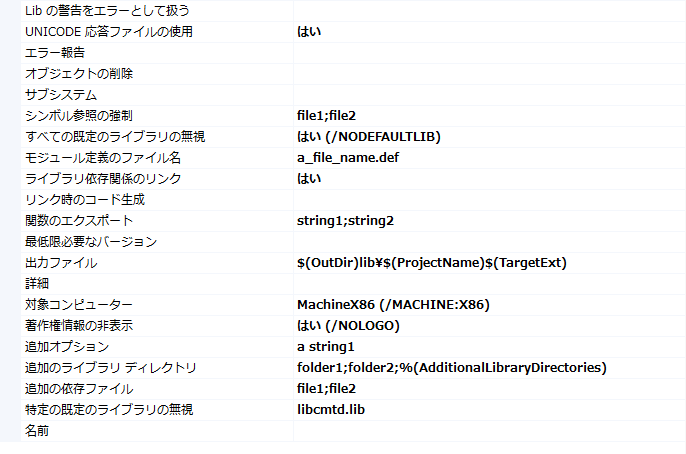 Lib の警告をエラーとして扱う
UNICODE 応答ファイルの使用 はい
エラー報告
オブジェクトの削除
サブシステム
シンボル参照の強制 file1;file2
すべての既定のライブラリの無視 はい (/NODEFAULTLIB)
モジュール定義のファイル名 a_file_name.def
ライブラリ依存関係のリンク はい
リンク時のコード生成
関数のエクスポート string1;string2
最低限必要なバージョン
出力ファイル $(OutDir)lib¥$(ProjectName)$(TargetExt)
詳細
対象コンピューター MachineX86 (/MACHINE:X86)
著作権情報の非表示 はい (/NOLOGO)
追加オプション a string1
追加のライブラリ ディレクトリ folder1;folder2;%(AdditionalLibraryDirectories)
追加の依存ファイル file1;file2
特定の既定のライブラリの無視 libcmtd.lib
名前